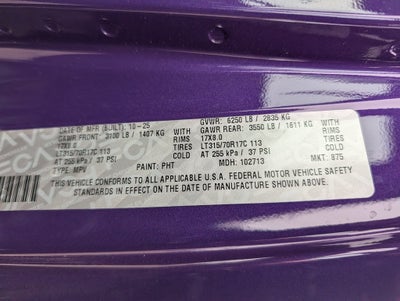 DATE OF MFR (BUILT): 10-25 GVWR: 6250 LB / 2835 KG
GAWR FRONT: 3100 LB / 1407 KG WITH GAWR REAR: 3550 LB / 1611 KG WITH
17X8.0 RIMS 17X8.0 RIMS
LT315/70R17C 113 TIRES LT315/70R17C 113 TIRES
AT 255 kPa / 37 PSI COLD AT 255 kPa / 37 PSI COLD
TYPE: MPV PAINT: PHT MDH: 102713 MKT: 875
THIS VEHICLE CONFORMS TO ALL APPLICABLE U.S.A. FEDERAL MOTOR VEHICLE SAFETY
STANDARDS IN EFFECT ON THE DATE OF MANUFACTURE SHOWN ABOVE.